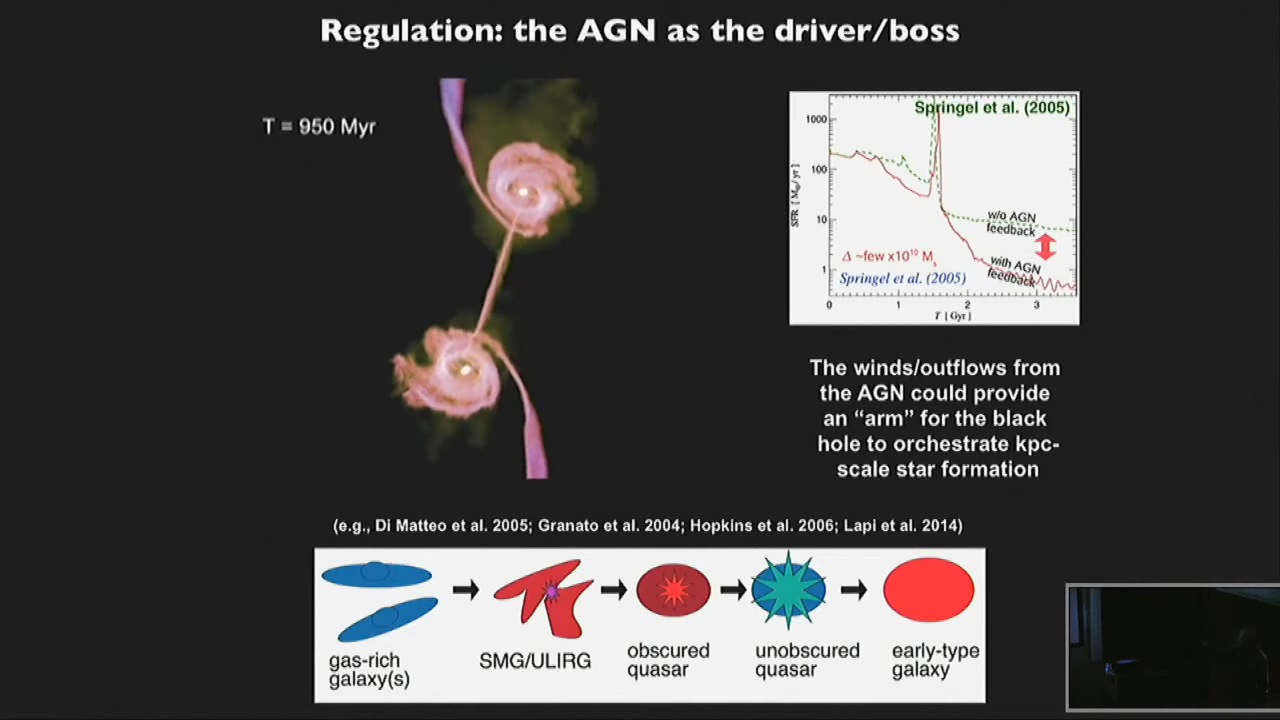 Regulation: the AGN as the driver/boss
T = 950 Myr
Springel et al. (2005)
1000
100
10
1
SFR [ M☉/ yr ]
w/o AGN
feedback
with AGN
feedback
Δ ~few x10¹⁰ Mₛ
Springel et al. (2005)
0
1
2
3
T [ Gyr ]
The winds/outflows from
the AGN could provide
an “arm” for the black
hole to orchestrate kpc-
scale star formation
(e.g., Di Matteo et al. 2005; Granato et al. 2004; Hopkins et al. 2006; Lapi et al. 2014)
gas-rich
galaxy(s)
SMG/ULIRG
obscured
quasar
unobscured
quasar
early-type
galaxy